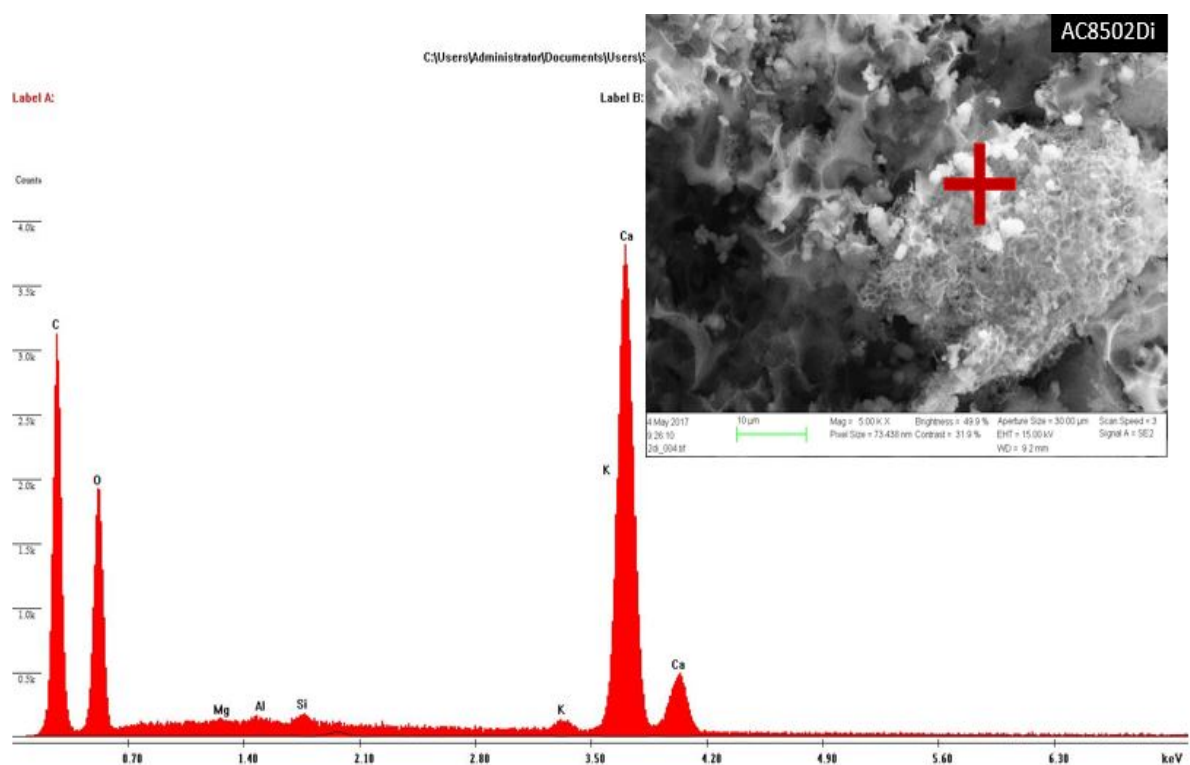 AC8502Di
C:\Users\Administrator\Documents\Users\S
Label A:
Label B:
Counts
4.0k
3.5k
3.0k
2.5k
2.0k
1.5k
1.0k
0.5k
C
O
Mg
Al
Si
K
K
Ca
Ca
0.70 1.40 2.10 2.80 3.50 4.20 4.90 5.60 6.30 keV
4 May 2017
9:26:10
2di_004.tif
10 µm
Mag = 5.00 K X
Pixel Size = 73.438 nm
Brightness = 49.9 %
Contrast = 31.9 %
Aperture Size = 30.00 µm
EHT = 15.00 kV
WD = 9.2 mm
Scan Speed = 3
Signal A = SE2